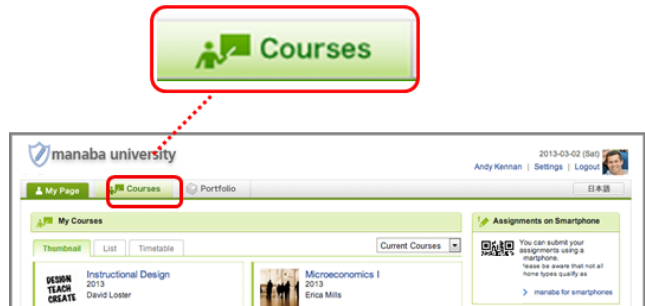 Courses
manaba university
2013-03-02 (Sat)
Andy Kennan | Settings | Logout
My Page
Courses
Portfolio
日本語
My Courses
Assignments on Smartphone
Thumbnail
List
Timetable
Current Courses
You can submit your
assignments using a
martphone.
lease be aware that not all
hone types qualify as
manaba for smartphones
DESIGN
TEACH
CREATE
Instructional Design
2013
David Loster
Microeconomics I
2013
Erica Mills